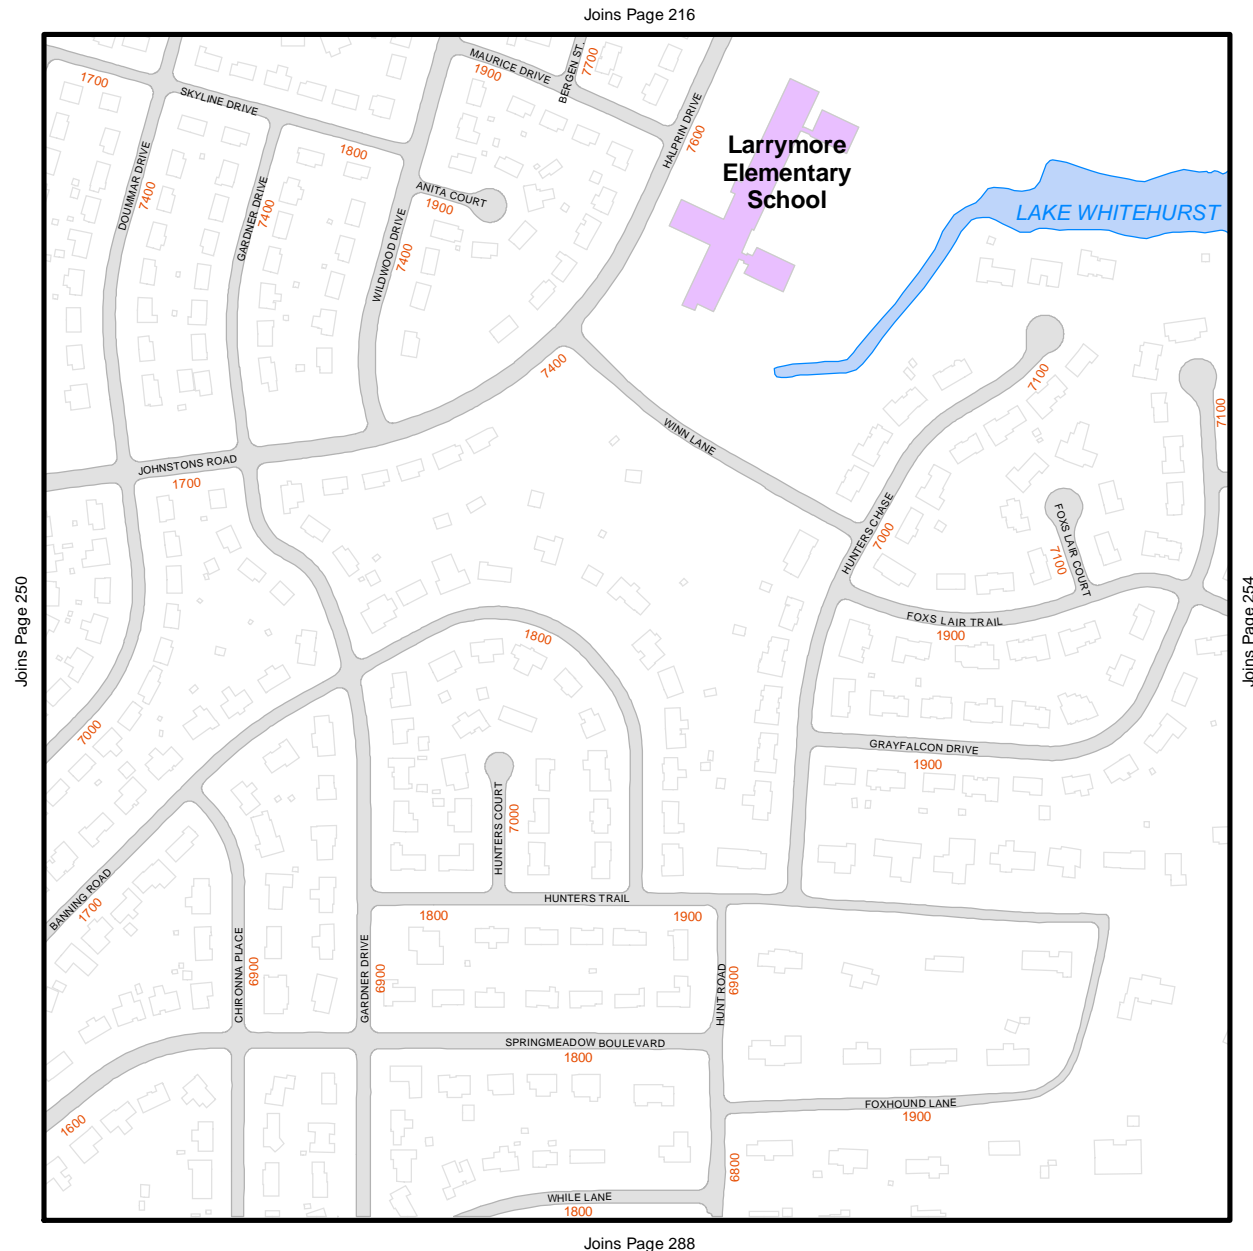 Joins Page 216
MAURICE DRIVE
1900
BERGEN ST.
7700
1700
SKYLINE DRIVE
1800
HALPRIN DRIVE
7600
Larrymore
Elementary
School
DOUMMAR DRIVE
7400
GARDNER DRIVE
7400
ANITA COURT
1900
WILDWOOD DRIVE
7400
LAKE WHITEHURST
7400
7100
7100
WINN LANE
JOHNSTONS ROAD
1700
HUNTERS CHASE
7000
FOXS LAIR COURT
7100
Joins Page 250
Joins Page 254
FOXS LAIR TRAIL
1900
1800
7000
GRAYFALCON DRIVE
1900
HUNTERS COURT
7000
BANNING ROAD
1700
HUNTERS TRAIL
1800
1900
CHIRONNA PLACE
6900
GARDNER DRIVE
6900
HUNT ROAD
6900
SPRINGMEADOW BOULEVARD
1800
1600
FOXHOUND LANE
1900
6800
WHILE LANE
1800
Joins Page 288